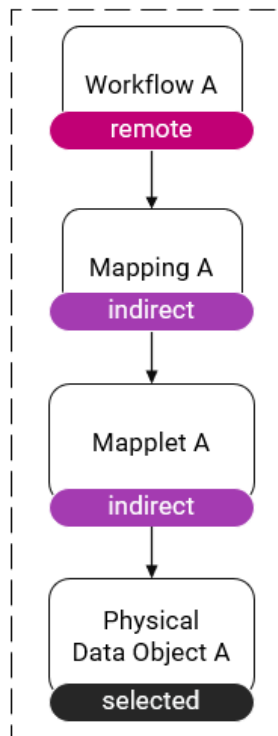 Workflow A
remote
Mapping A
indirect
Mapplet A
indirect
Physical
Data Object A
selected